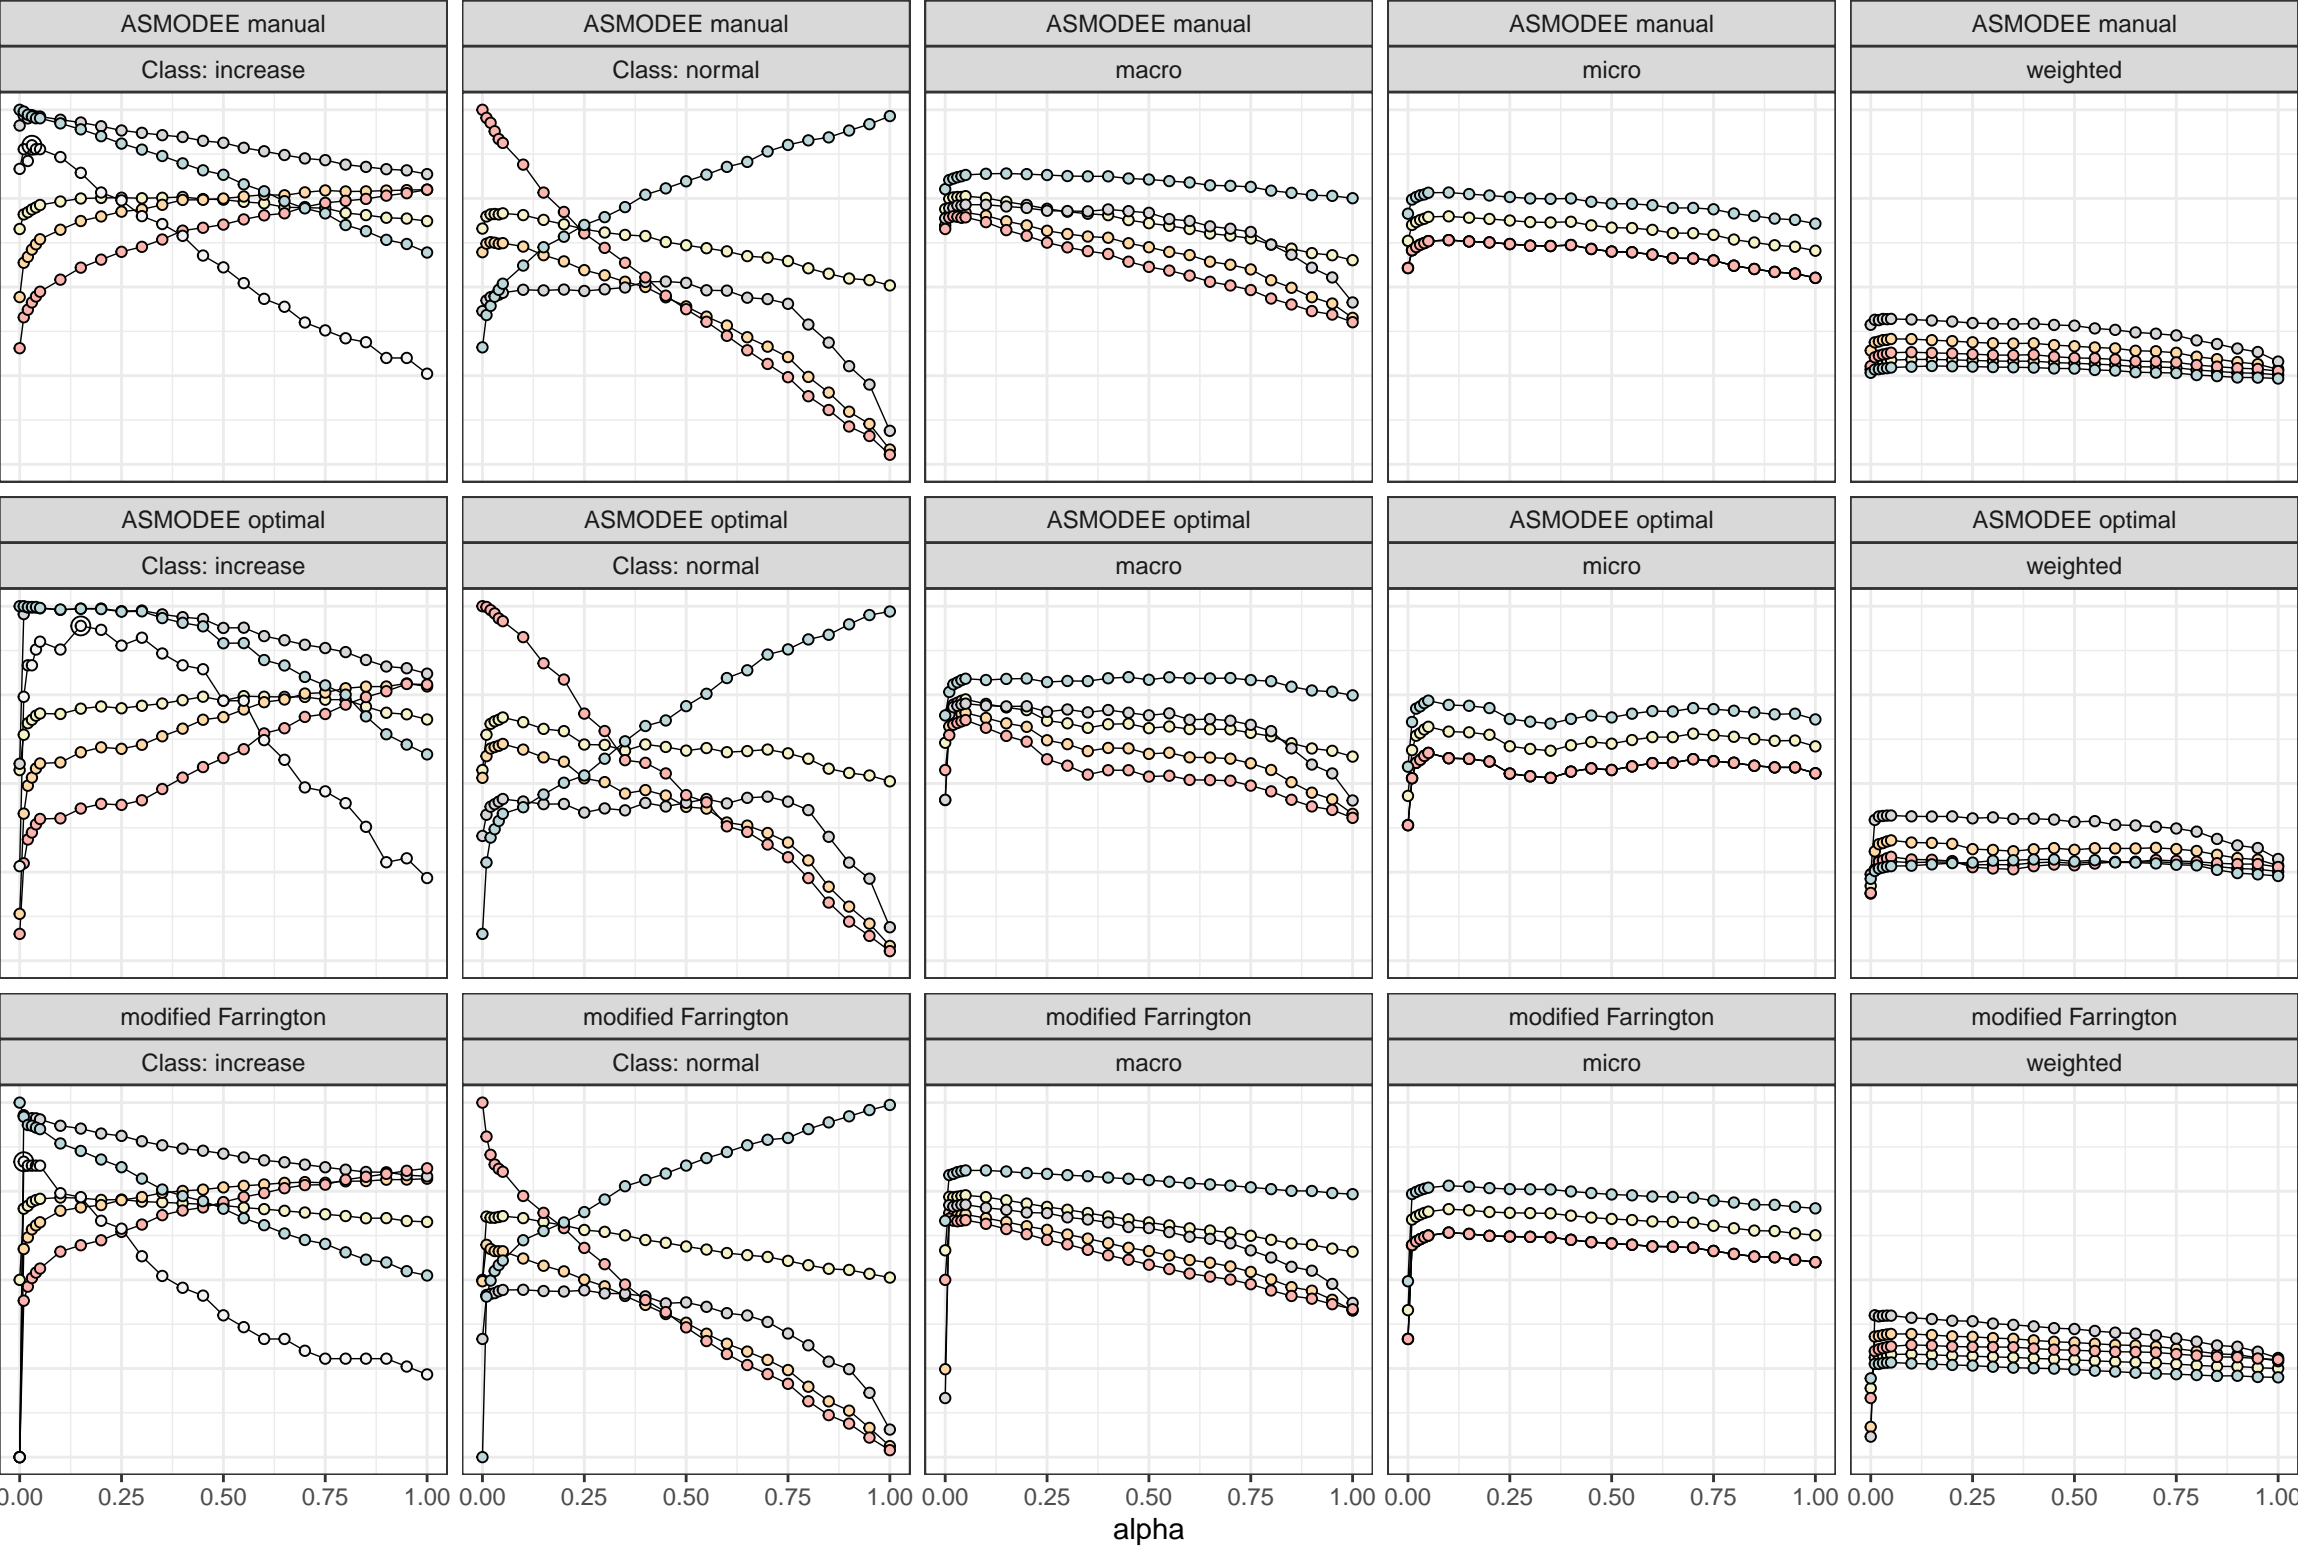 ASMODEE manual ASMODEE manual ASMODEE manual ASMODEE manual ASMODEE manual
Class: increase Class: normal macro micro weighted
ASMODEE optimal ASMODEE optimal ASMODEE optimal ASMODEE optimal ASMODEE optimal
Class: increase Class: normal macro micro weighted
modified Farrington modified Farrington modified Farrington modified Farrington modified Farrington
Class: increase Class: normal macro micro weighted
0.00 0.25 0.50 0.75 1.00 0.00 0.25 0.50 0.75 1.00 0.00 0.25 0.50 0.75 1.00 0.00 0.25 0.50 0.75 1.00 0.00 0.25 0.50 0.75 1.00
alpha